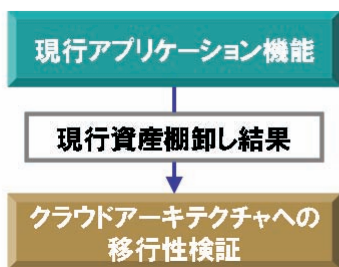 現行アプリケーション機能
現行資産棚卸し結果
クラウドアーキテクチャへの
移行性検証